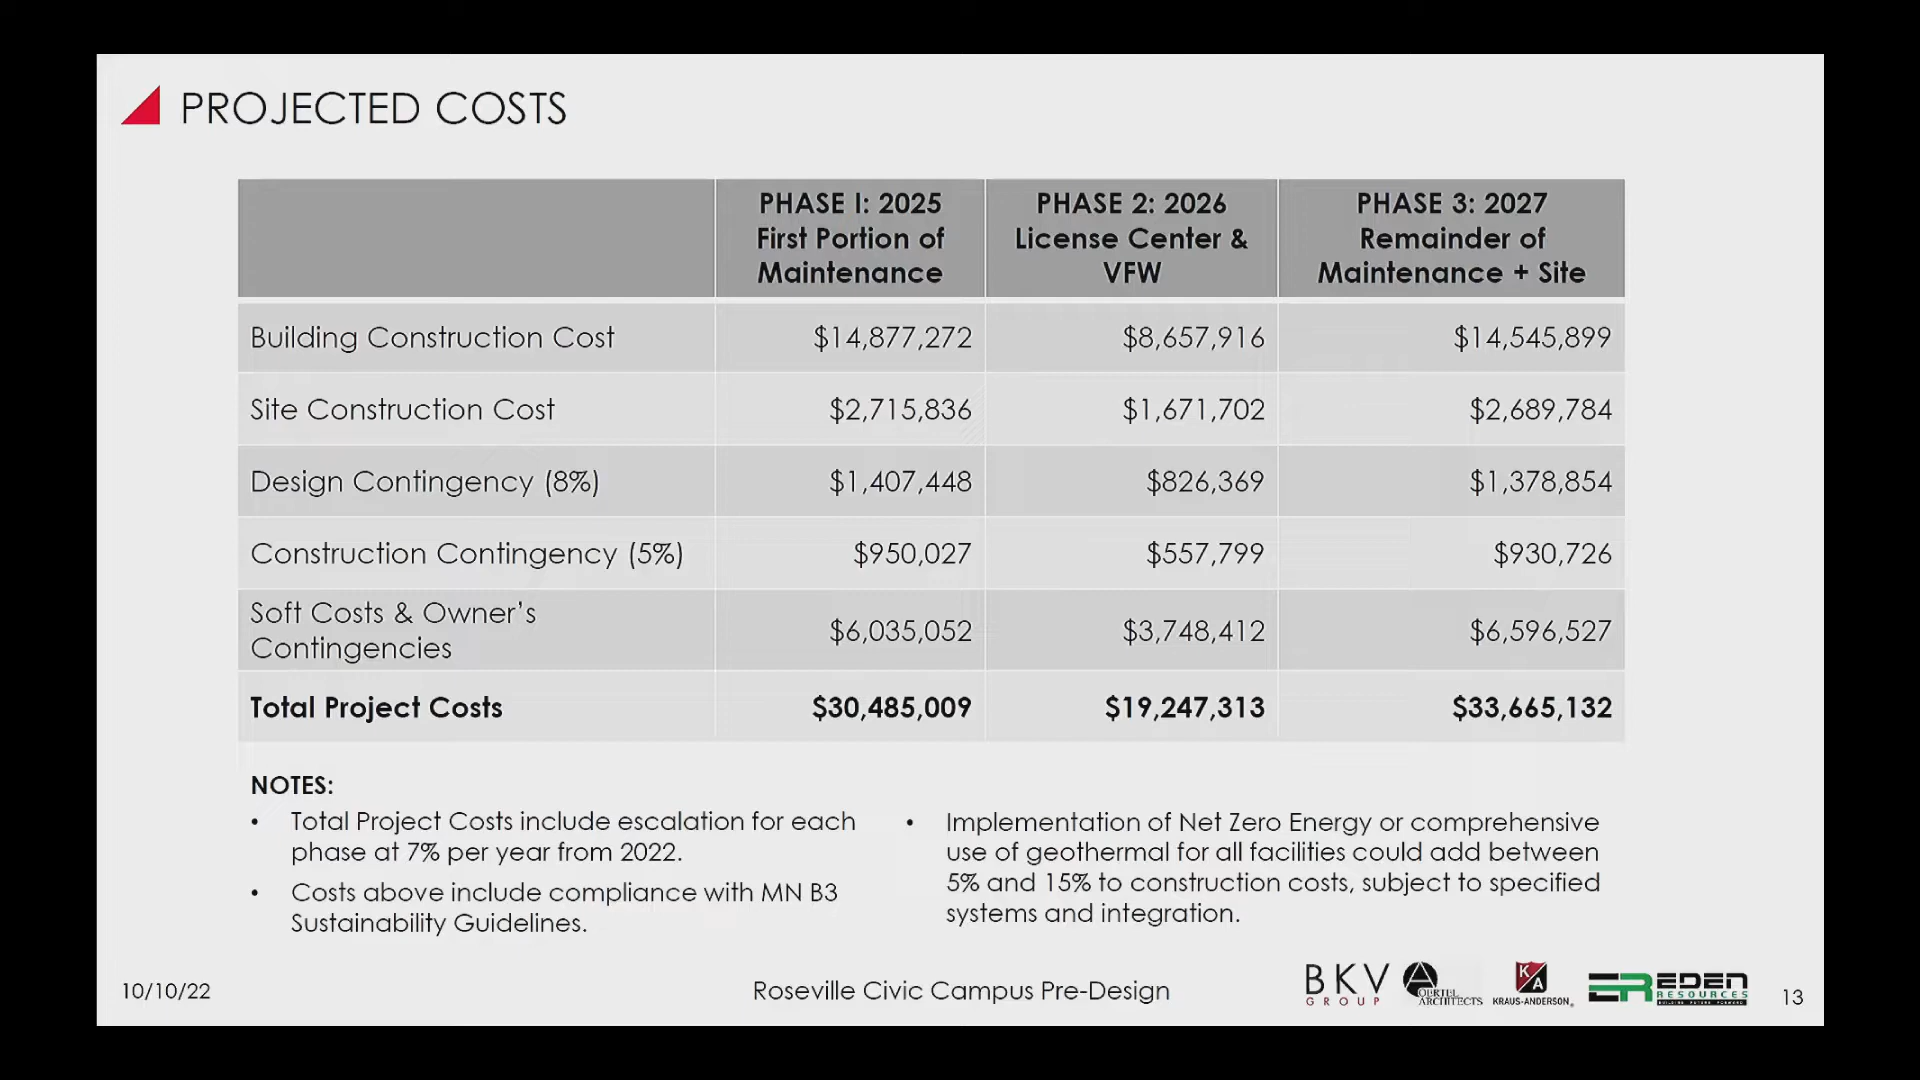 PROJECTED COSTS
PHASE I: 2025
First Portion of
Maintenance
PHASE 2: 2026
License Center &
VFW
PHASE 3: 2027
Remainder of
Maintenance + Site
Building Construction Cost $14,877,272 $8,657,916 $14,545,899
Site Construction Cost $2,715,836 $1,671,702 $2,689,784
Design Contingency (8%) $1,407,448 $826,369 $1,378,854
Construction Contingency (5%) $950,027 $557,799 $930,726
Soft Costs & Owner's
Contingencies $6,035,052 $3,748,412 $6,596,527
Total Project Costs $30,485,009 $19,247,313 $33,665,132
NOTES:
• Total Project Costs include escalation for each
phase at 7% per year from 2022.
• Costs above include compliance with MN B3
Sustainability Guidelines.
• Implementation of Net Zero Energy or comprehensive
use of geothermal for all facilities could add between
5% and 15% to construction costs, subject to specified
systems and integration.
10/10/22
Roseville Civic Campus Pre-Design
BKV
GROUP
OERTEL
ARCHITECTS
K A
KRAUS-ANDERSON
ER EDEN
RESOURCES
13